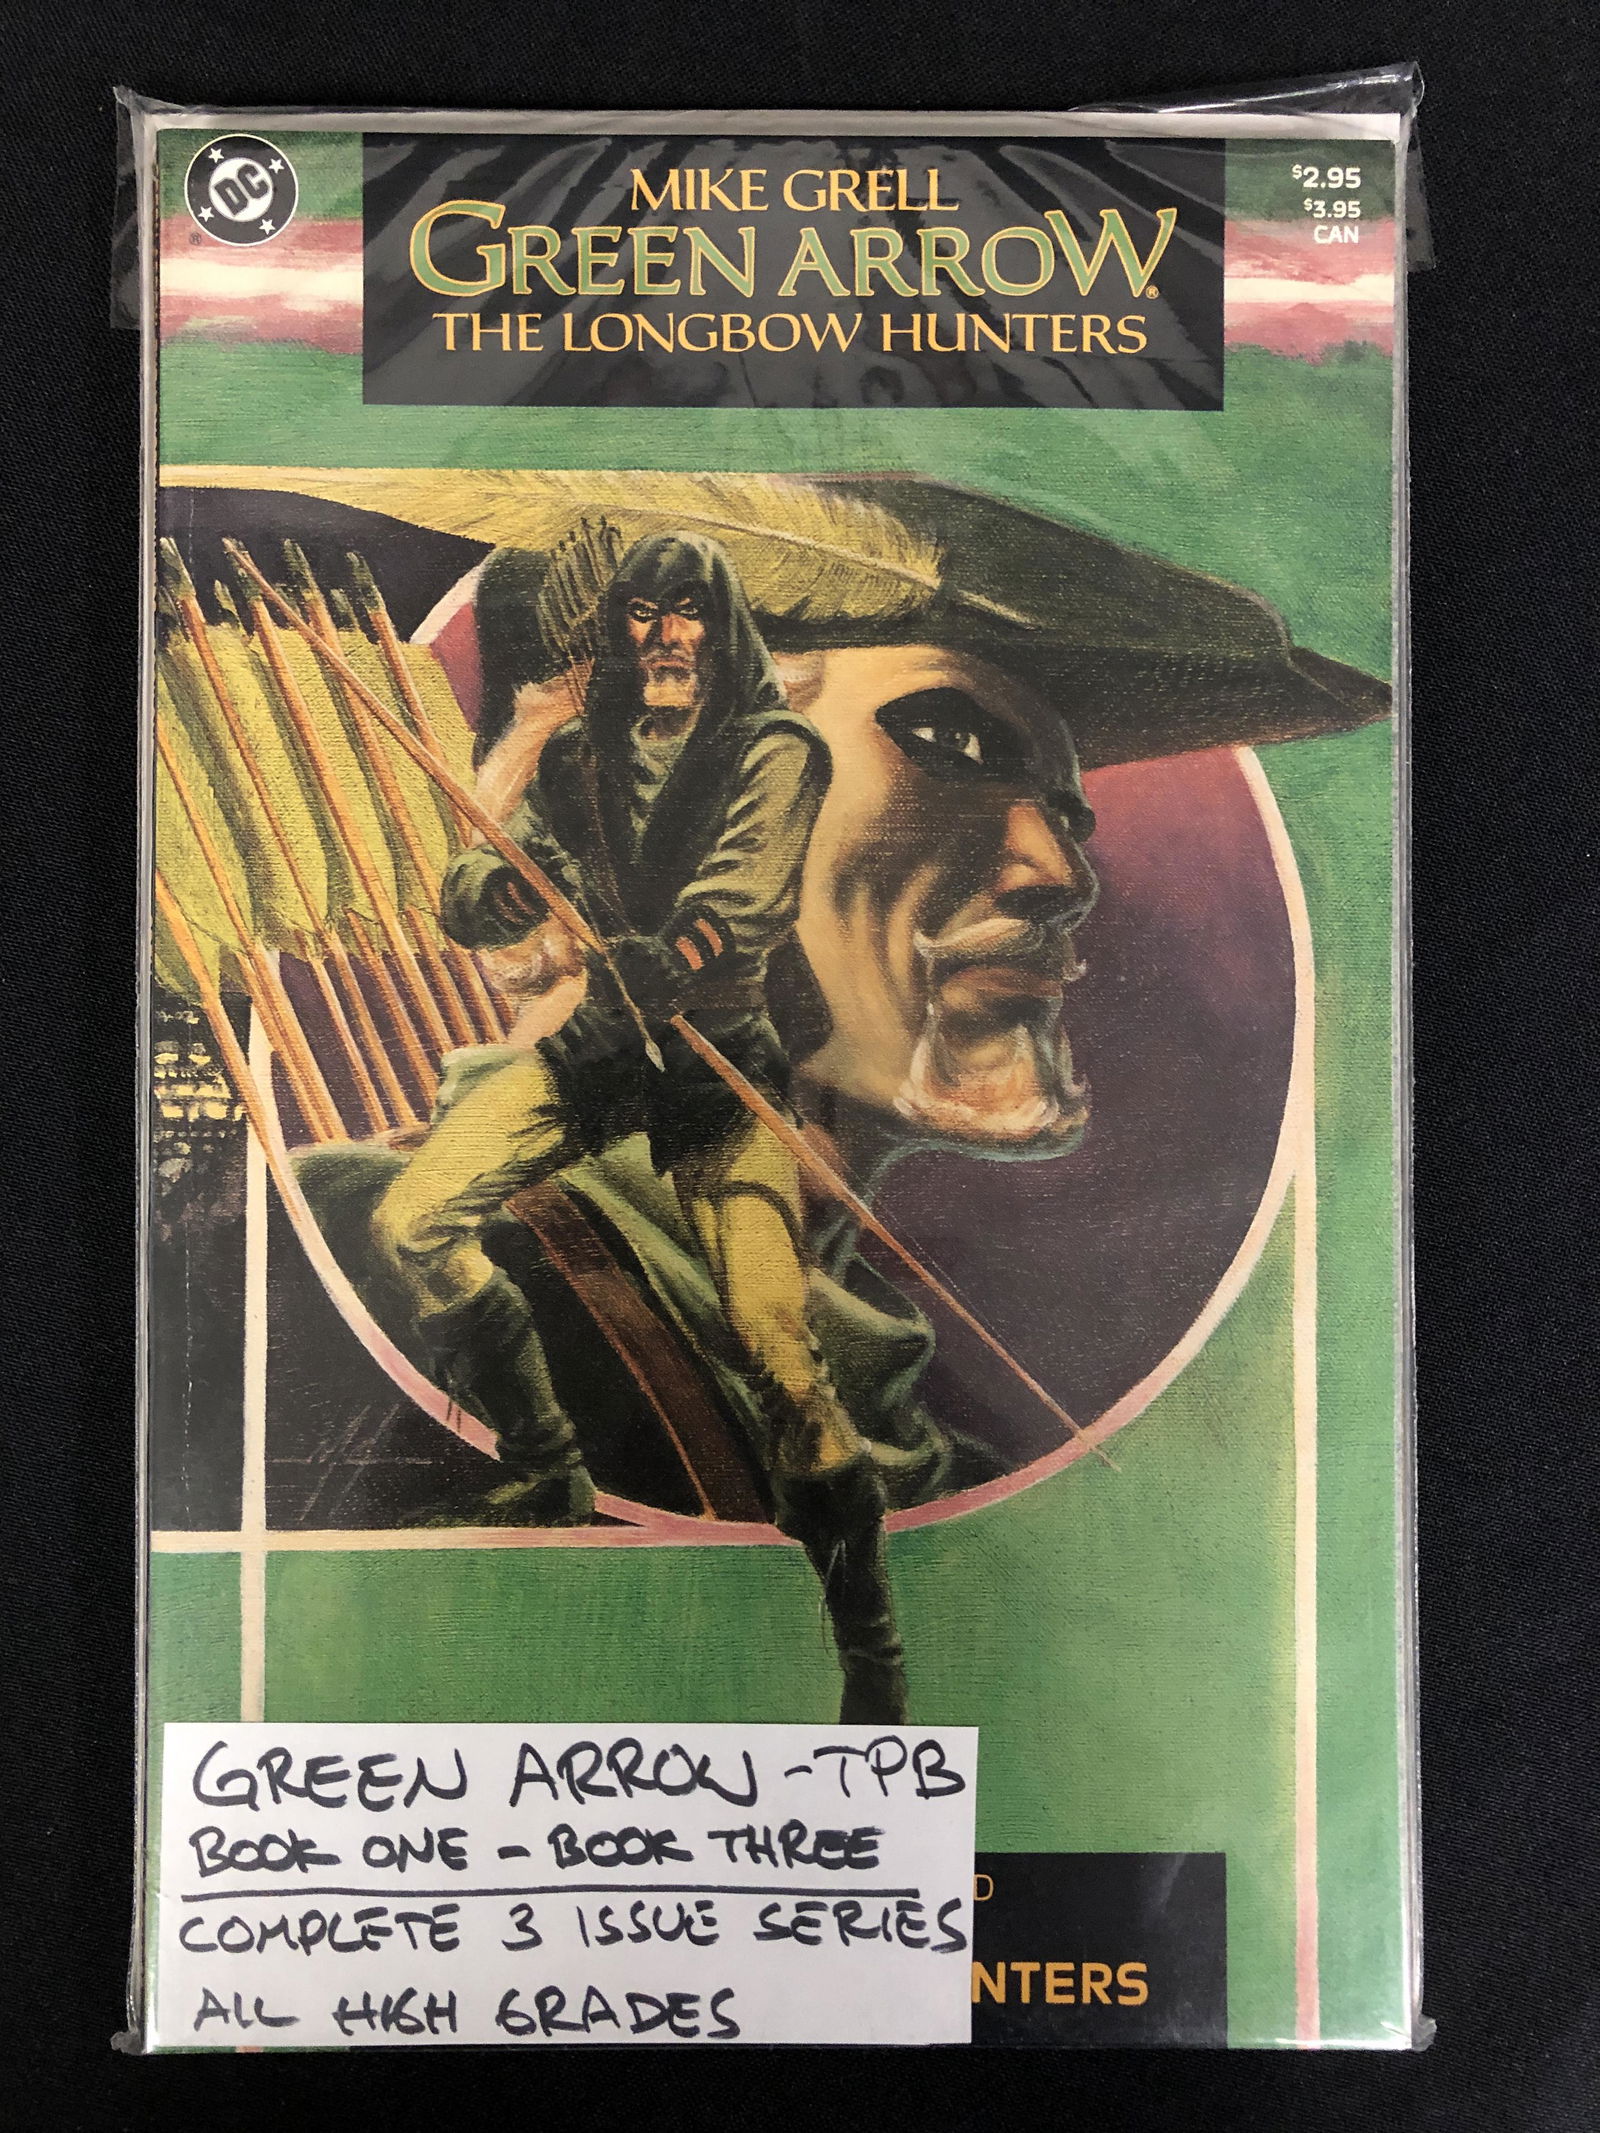 DC
®
MIKE GRELL
GREEN ARROW®
THE LONGBOW HUNTERS
$2.95
$3.95
CAN
GREEN ARROW - TPB
BOOK ONE - BOOK THREE
COMPLETE 3 ISSUE SERIES
ALL HIGH GRADES
D
NTERS